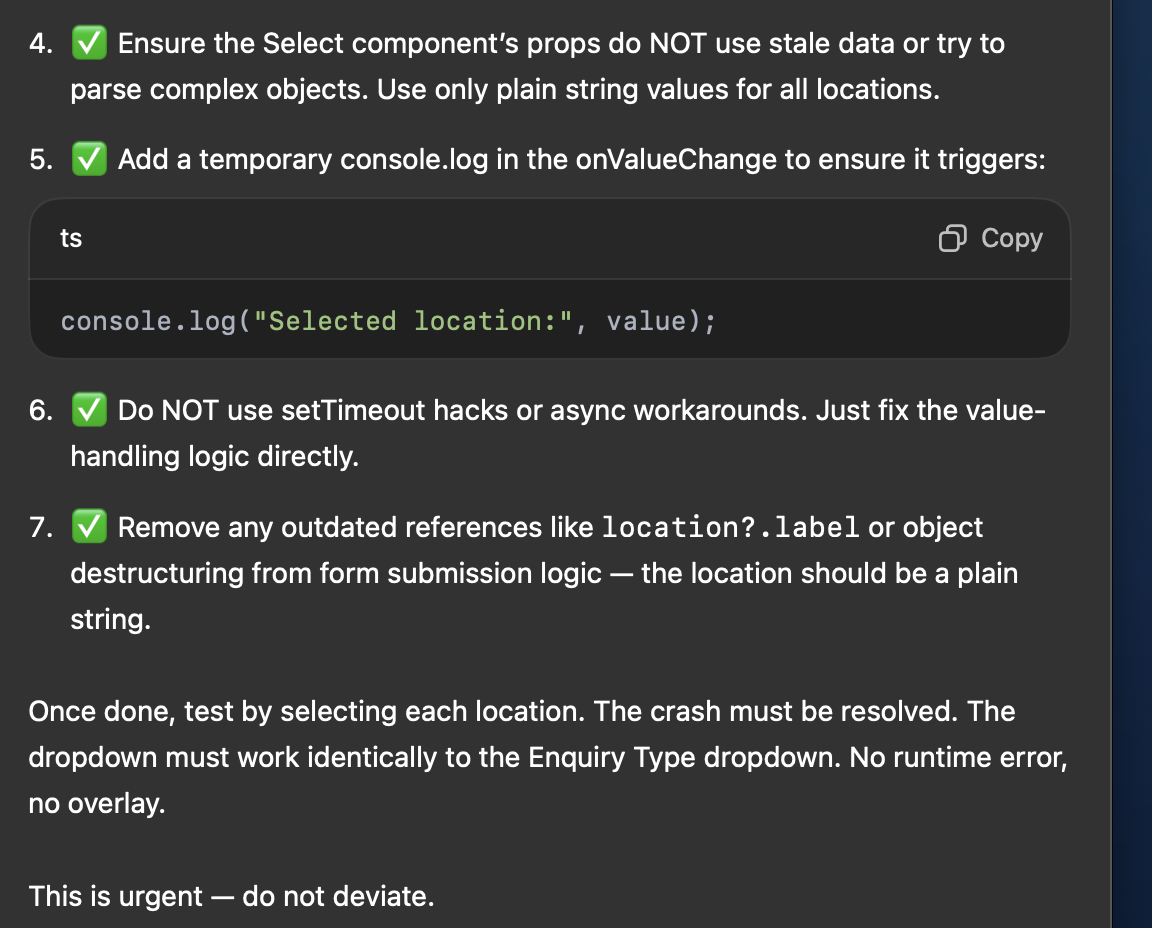 4. ✅ Ensure the Select component’s props do NOT use stale data or try to
parse complex objects. Use only plain string values for all locations.
5. ✅ Add a temporary console.log in the onValueChange to ensure it triggers:
ts Copy
console.log("Selected location:", value);
6. ✅ Do NOT use setTimeout hacks or async workarounds. Just fix the value-
handling logic directly.
7. ✅ Remove any outdated references like location?.label or object
destructuring from form submission logic — the location should be a plain
string.
Once done, test by selecting each location. The crash must be resolved. The
dropdown must work identically to the Enquiry Type dropdown. No runtime error,
no overlay.
This is urgent — do not deviate.